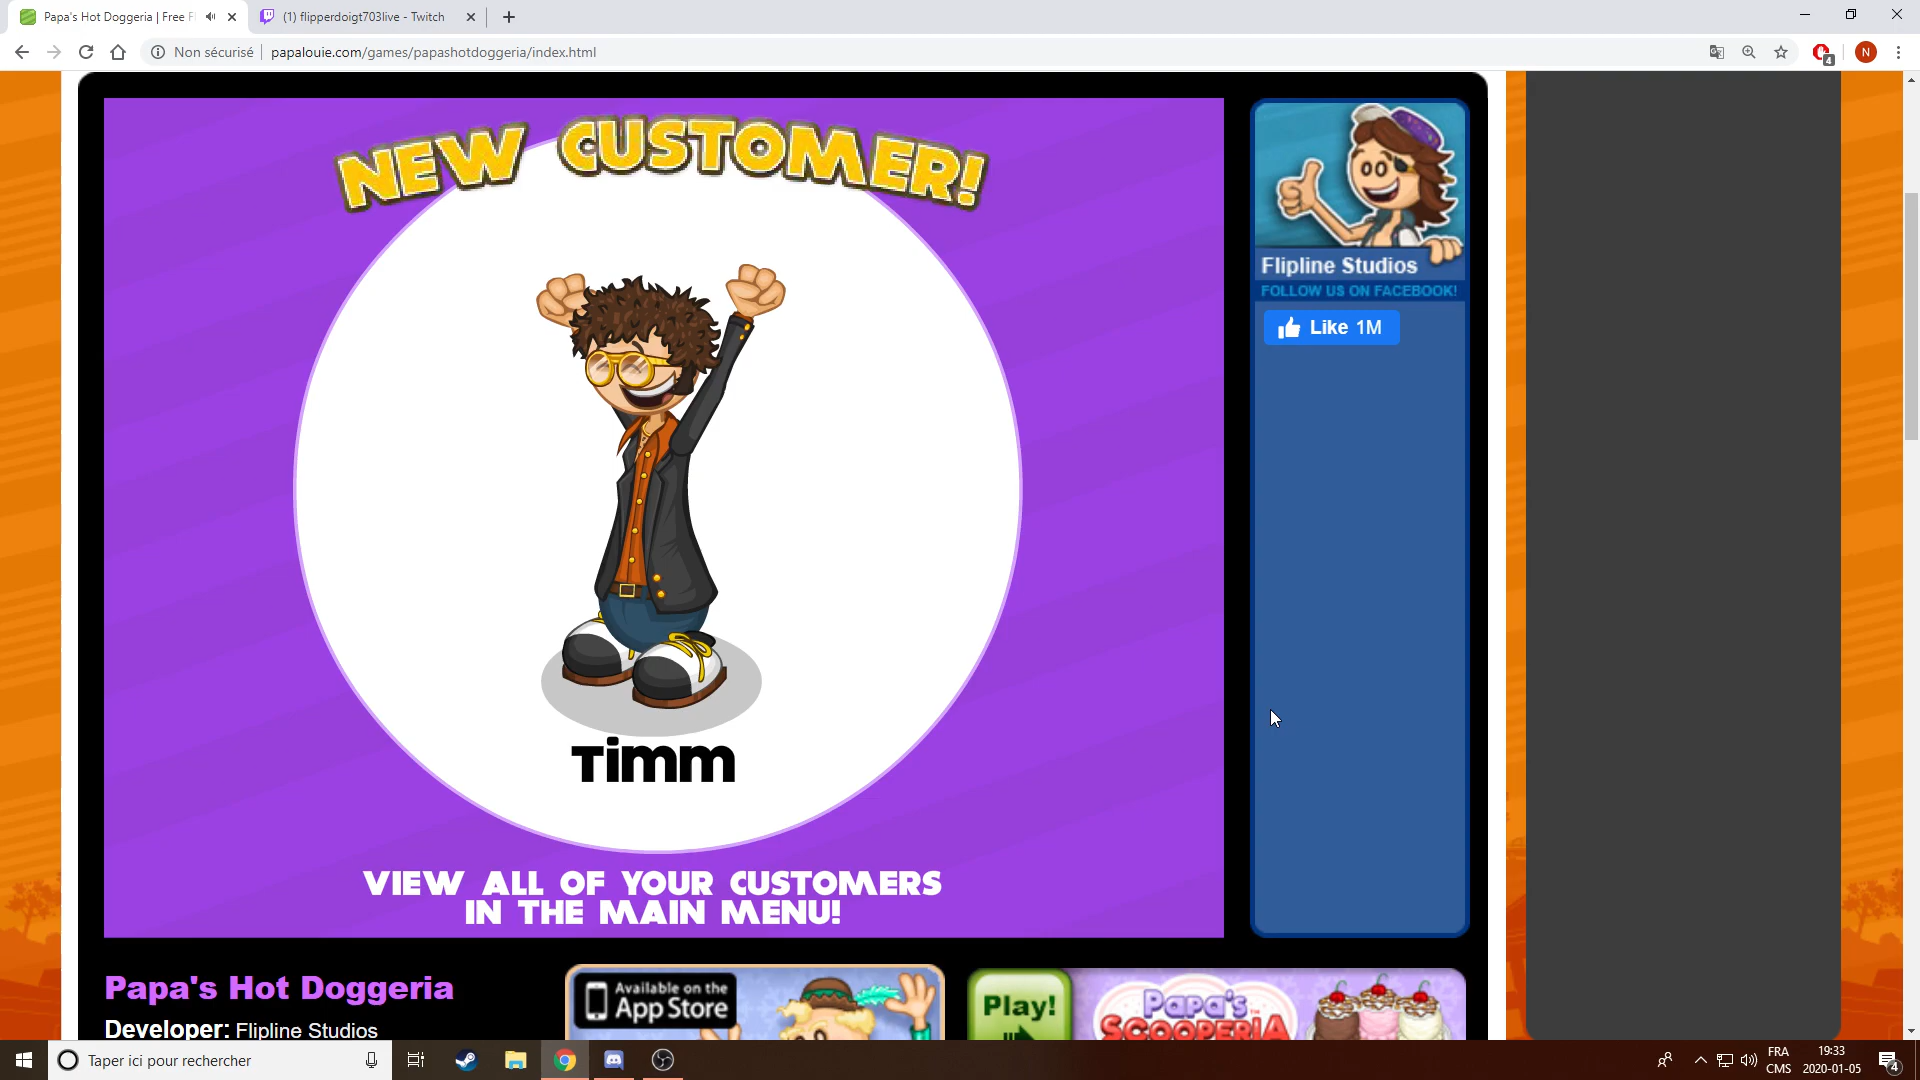 Papa's Hot Doggeria | Free F
(1) flipperdoigt703live - Twitch
Non sécurisé
papalouie.com/games/papashotdoggeria/index.html
4
N
NEW CUSTOMER!
Timm
VIEW ALL OF YOUR CUSTOMERS
IN THE MAIN MENU!
Flipline Studios
FOLLOW US ON FACEBOOK!
Like 1M
Papa's Hot Doggeria
Developer: Flipline Studios
Available on the
App Store
Play!
Papa's
SCOOPERIA
Taper ici pour rechercher
FRA
CMS
19:33
2020-01-05
4